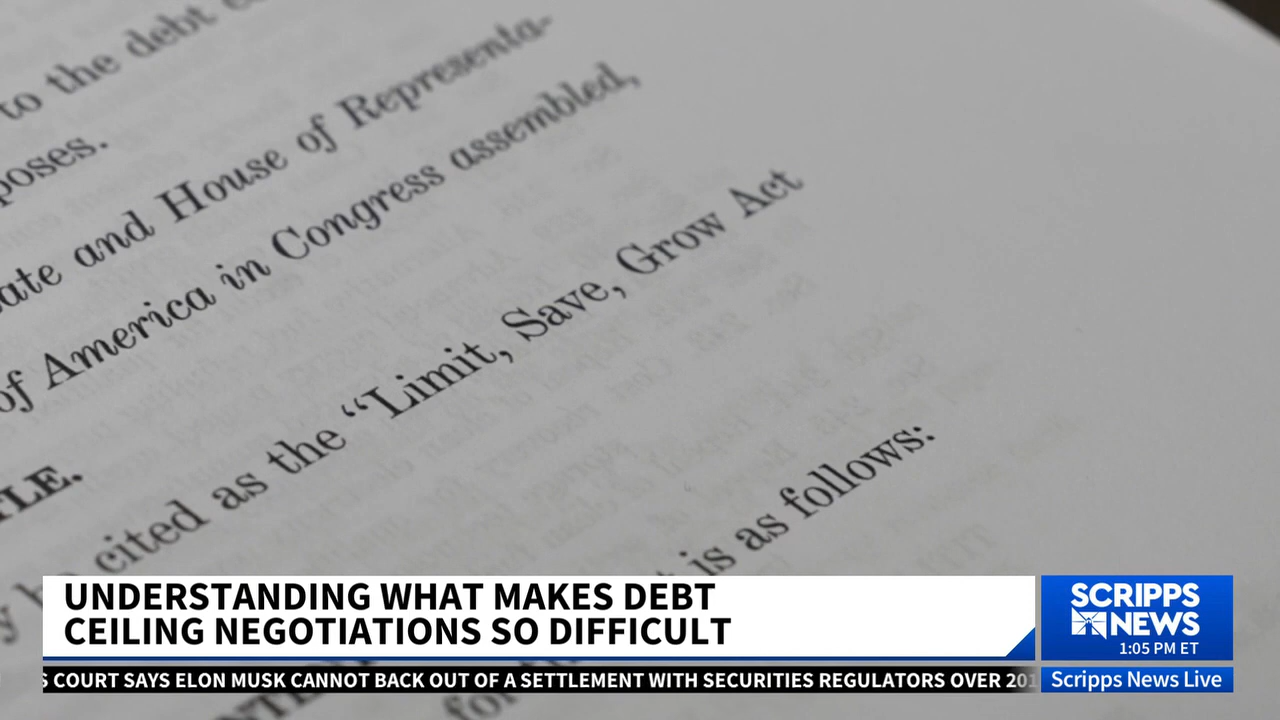 to the debt
poses.
ate and House of Representa-
of America in Congress assembled,
TLE.
cited as the “Limit, Save, Grow Act
is as follows:
UNDERSTANDING WHAT MAKES DEBT
CEILING NEGOTIATIONS SO DIFFICULT
SCRIPPS
NEWS
1:05 PM ET
S COURT SAYS ELON MUSK CANNOT BACK OUT OF A SETTLEMENT WITH SECURITIES REGULATORS OVER 201
Scripps News Live